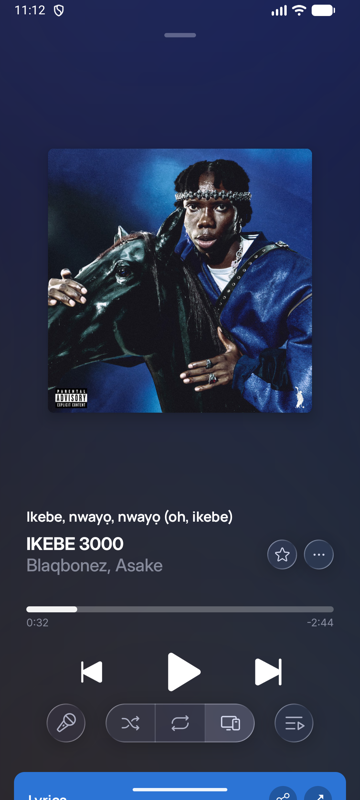 11:12
PARENTAL
ADVISORY
EXPLICIT CONTENT
Ikebe, nwayọ, nwayọ (oh, ikebe)
IKEBE 3000
Blaqbonez, Asake
0:32
-2:44
Lyrics